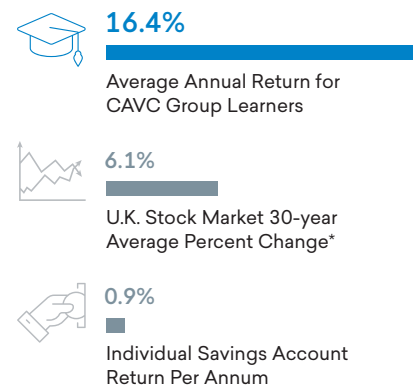 16.4%
Average Annual Return for
CAVC Group Learners
6.1%
U.K. Stock Market 30-year
Average Percent Change*
0.9%
Individual Savings Account
Return Per Annum